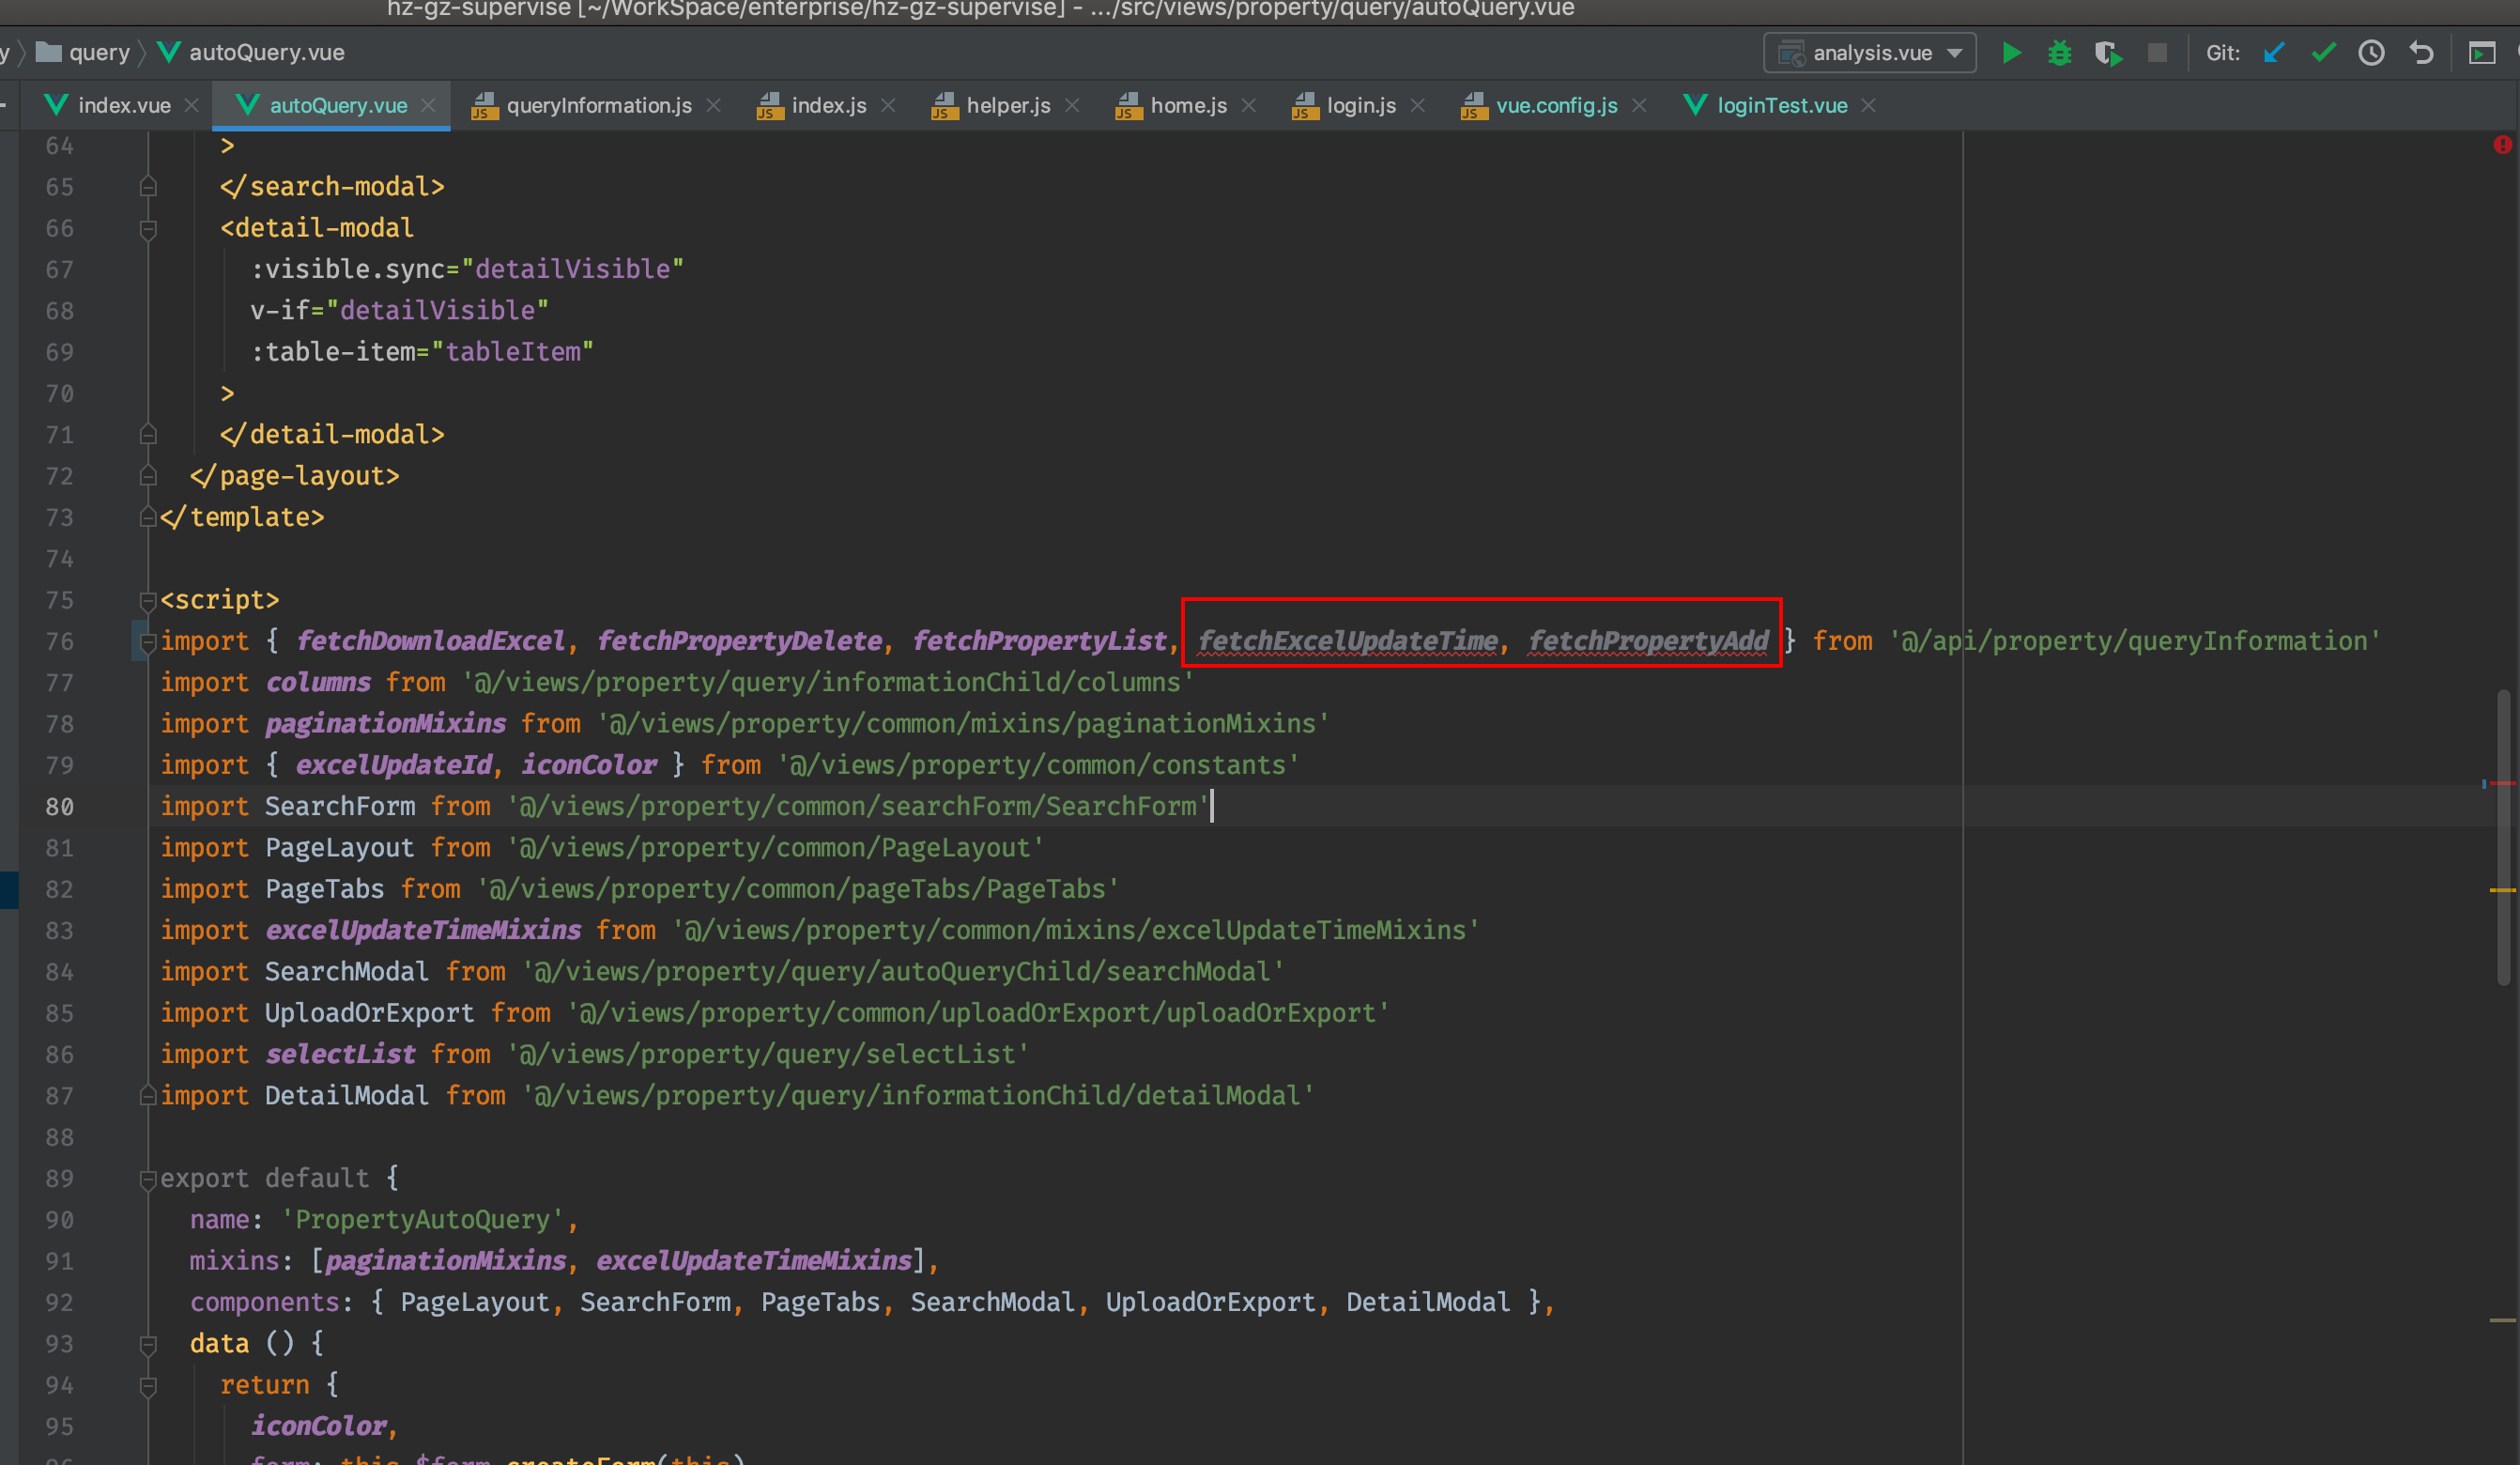 hz-gz-supervise [~/WorkSpace/enterprise/hz-gz-supervise] - .../src/views/property/query/autoQuery.vue
y query autoQuery.vue analysis.vue Git:
index.vue autoQuery.vue queryInformation.js index.js helper.js home.js login.js vue.config.js loginTest.vue
64 >
65 </search-modal>
66 <detail-modal
67 :visible.sync="detailVisible"
68 v-if="detailVisible"
69 :table-item="tableItem"
70 >
71 </detail-modal>
72 </page-layout>
73 </template>
74
75 <script>
76 import { fetchDownloadExcel, fetchPropertyDelete, fetchPropertyList, fetchExcelUpdateTime, fetchPropertyAdd } from '@/api/property/queryInformation'
77 import columns from '@/views/property/query/informationChild/columns'
78 import paginationMixins from '@/views/property/common/mixins/paginationMixins'
79 import { excelUpdateId, iconColor } from '@/views/property/common/constants'
80 import SearchForm from '@/views/property/common/searchForm/SearchForm'
81 import PageLayout from '@/views/property/common/PageLayout'
82 import PageTabs from '@/views/property/common/pageTabs/PageTabs'
83 import excelUpdateTimeMixins from '@/views/property/common/mixins/excelUpdateTimeMixins'
84 import SearchModal from '@/views/property/query/autoQueryChild/searchModal'
85 import UploadOrExport from '@/views/property/common/uploadOrExport/uploadOrExport'
86 import selectList from '@/views/property/query/selectList'
87 import DetailModal from '@/views/property/query/informationChild/detailModal'
88
89 export default {
90 name: 'PropertyAutoQuery',
91 mixins: [paginationMixins, excelUpdateTimeMixins],
92 components: { PageLayout, SearchForm, PageTabs, SearchModal, UploadOrExport, DetailModal },
93 data () {
94 return {
95 iconColor,
96 form: this.$form.createForm(this)